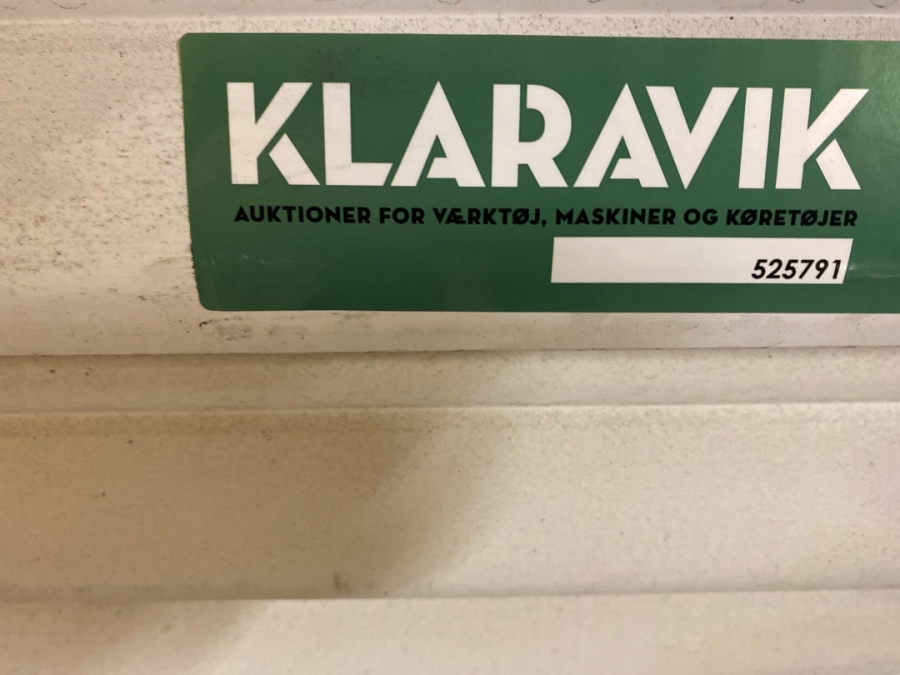 KLARAVIK
AUKTIONER FOR VÆRKTØJ, MASKINER OG KØRETØJER
525791